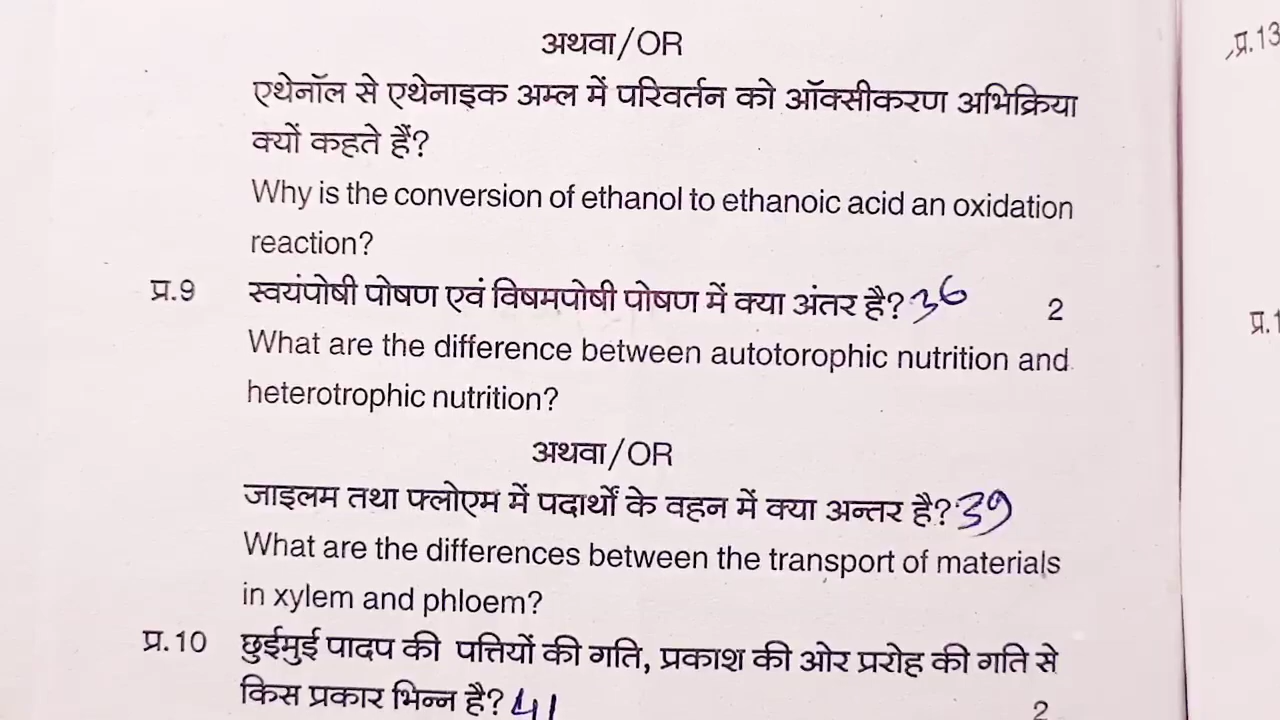 अथवा/OR
प्र.13
एथेनॉल से एथेनाइक अम्ल में परिवर्तन को ऑक्सीकरण अभिक्रिया
क्यों कहते हैं?
Why is the conversion of ethanol to ethanoic acid an oxidation
reaction?
प्र.9 स्वयंपोषी पोषण एवं विषमपोषी पोषण में क्या अंतर है? 36 2
What are the difference between autotorophic nutrition and
heterotrophic nutrition?
अथवा/OR
जाइलम तथा फ्लोएम में पदार्थों के वहन में क्या अन्तर है? 39
What are the differences between the transport of materials
in xylem and phloem?
प्र.10 छुईमुई पादप की पत्तियों की गति, प्रकाश की ओर प्ररोह की गति से
किस प्रकार भिन्न है? 41 2